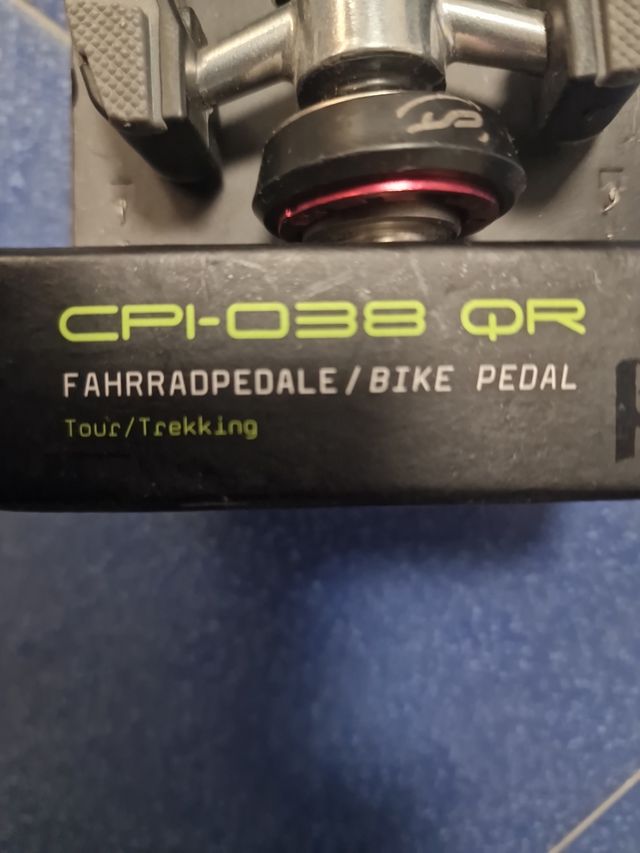 CPI-038 QR
FAHRRADPEDALE/BIKE PEDAL
Tour/Trekking